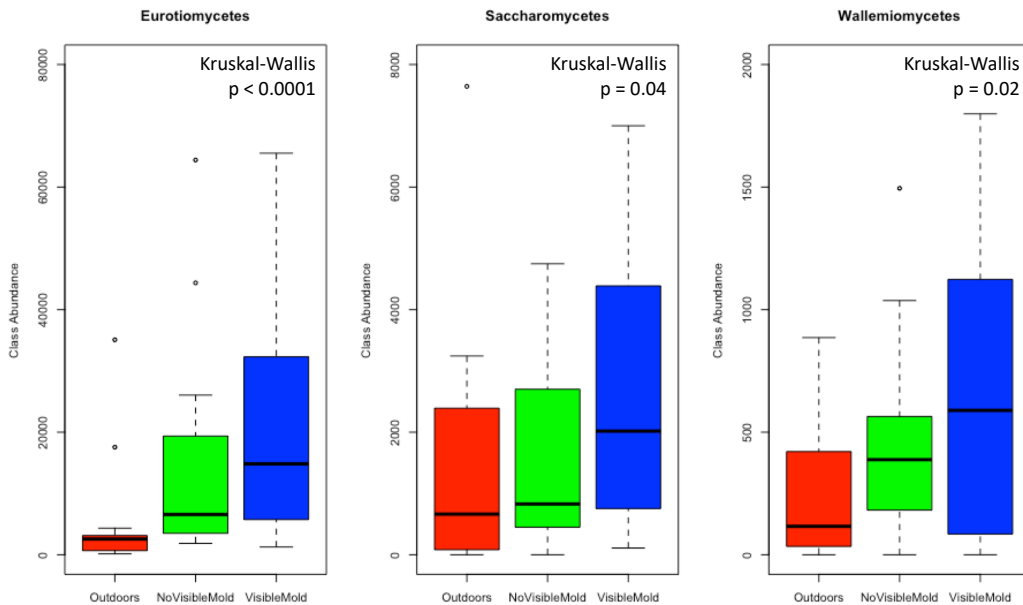 Eurotiomycetes
Kruskal-Wallis
p < 0.0001
Class Abundance
80000
60000
40000
20000
0
Outdoors NoVisibleMold VisibleMold
Saccharomycetes
Kruskal-Wallis
p = 0.04
Class Abundance
8000
6000
4000
2000
0
Outdoors NoVisibleMold VisibleMold
Wallemiomycetes
Kruskal-Wallis
p = 0.02
Class Abundance
2000
1500
1000
500
0
Outdoors NoVisibleMold VisibleMold